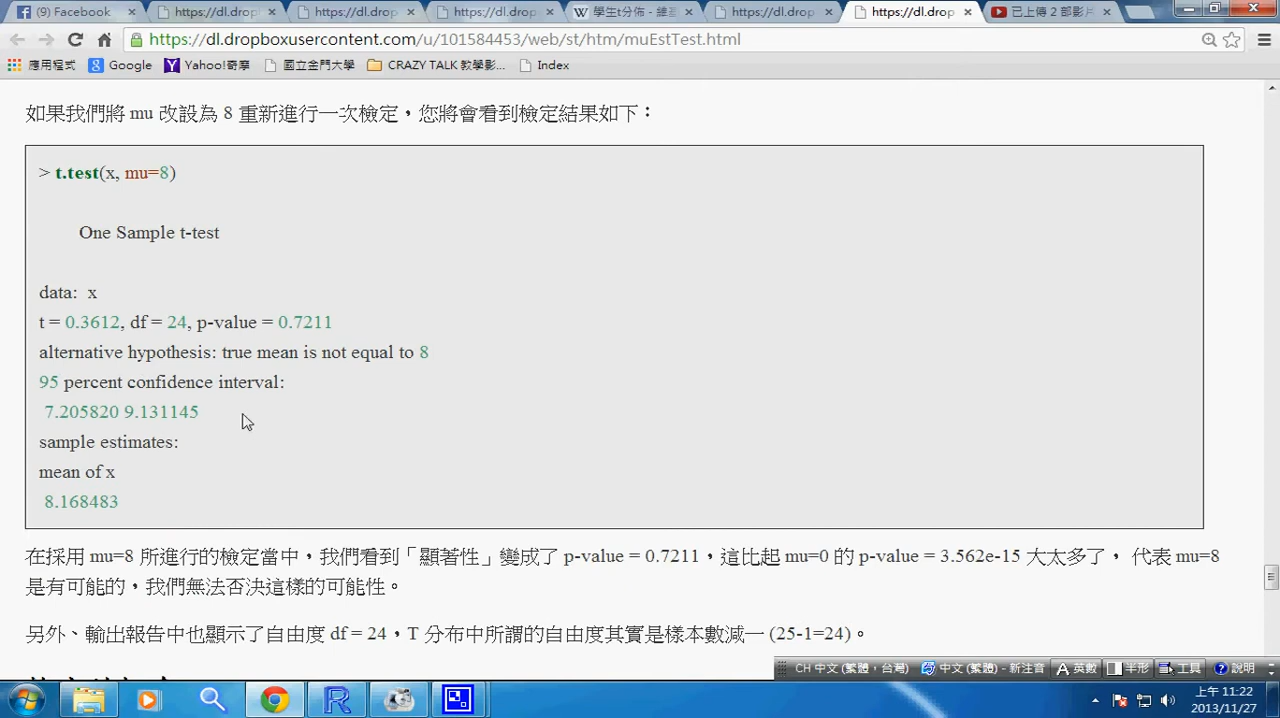 (9) Facebook
https://dl.drop
https://dl.drop
https://dl.drop
學生t分佈 - 維基
https://dl.drop
https://dl.drop
已上傳 2 部影片
https://dl.dropboxusercontent.com/u/101584453/web/st/htm/muEstTest.html
應用程式
Google
Yahoo!奇摩
國立金門大學
CRAZY TALK 教學影...
Index
如果我們將 mu 改設為 8 重新進行一次檢定，您將會看到檢定結果如下：
> t.test(x, mu=8)
One Sample t-test
data: x
t = 0.3612, df = 24, p-value = 0.7211
alternative hypothesis: true mean is not equal to 8
95 percent confidence interval:
7.205820 9.131145
sample estimates:
mean of x
8.168483
在採用 mu=8 所進行的檢定當中，我們看到「顯著性」變成了 p-value = 0.7211，這比起 mu=0 的 p-value = 3.562e-15 大太多了， 代表 mu=8
是有可能的，我們無法否決這樣的可能性。
另外、輸出報告中也顯示了自由度 df = 24，T 分布中所謂的自由度其實是樣本數減一 (25-1=24)。
CH 中文 (繁體，台灣) 中文 (繁體) - 新注音 A 英數 半形 工具 說明
上午 11:22
2013/11/27